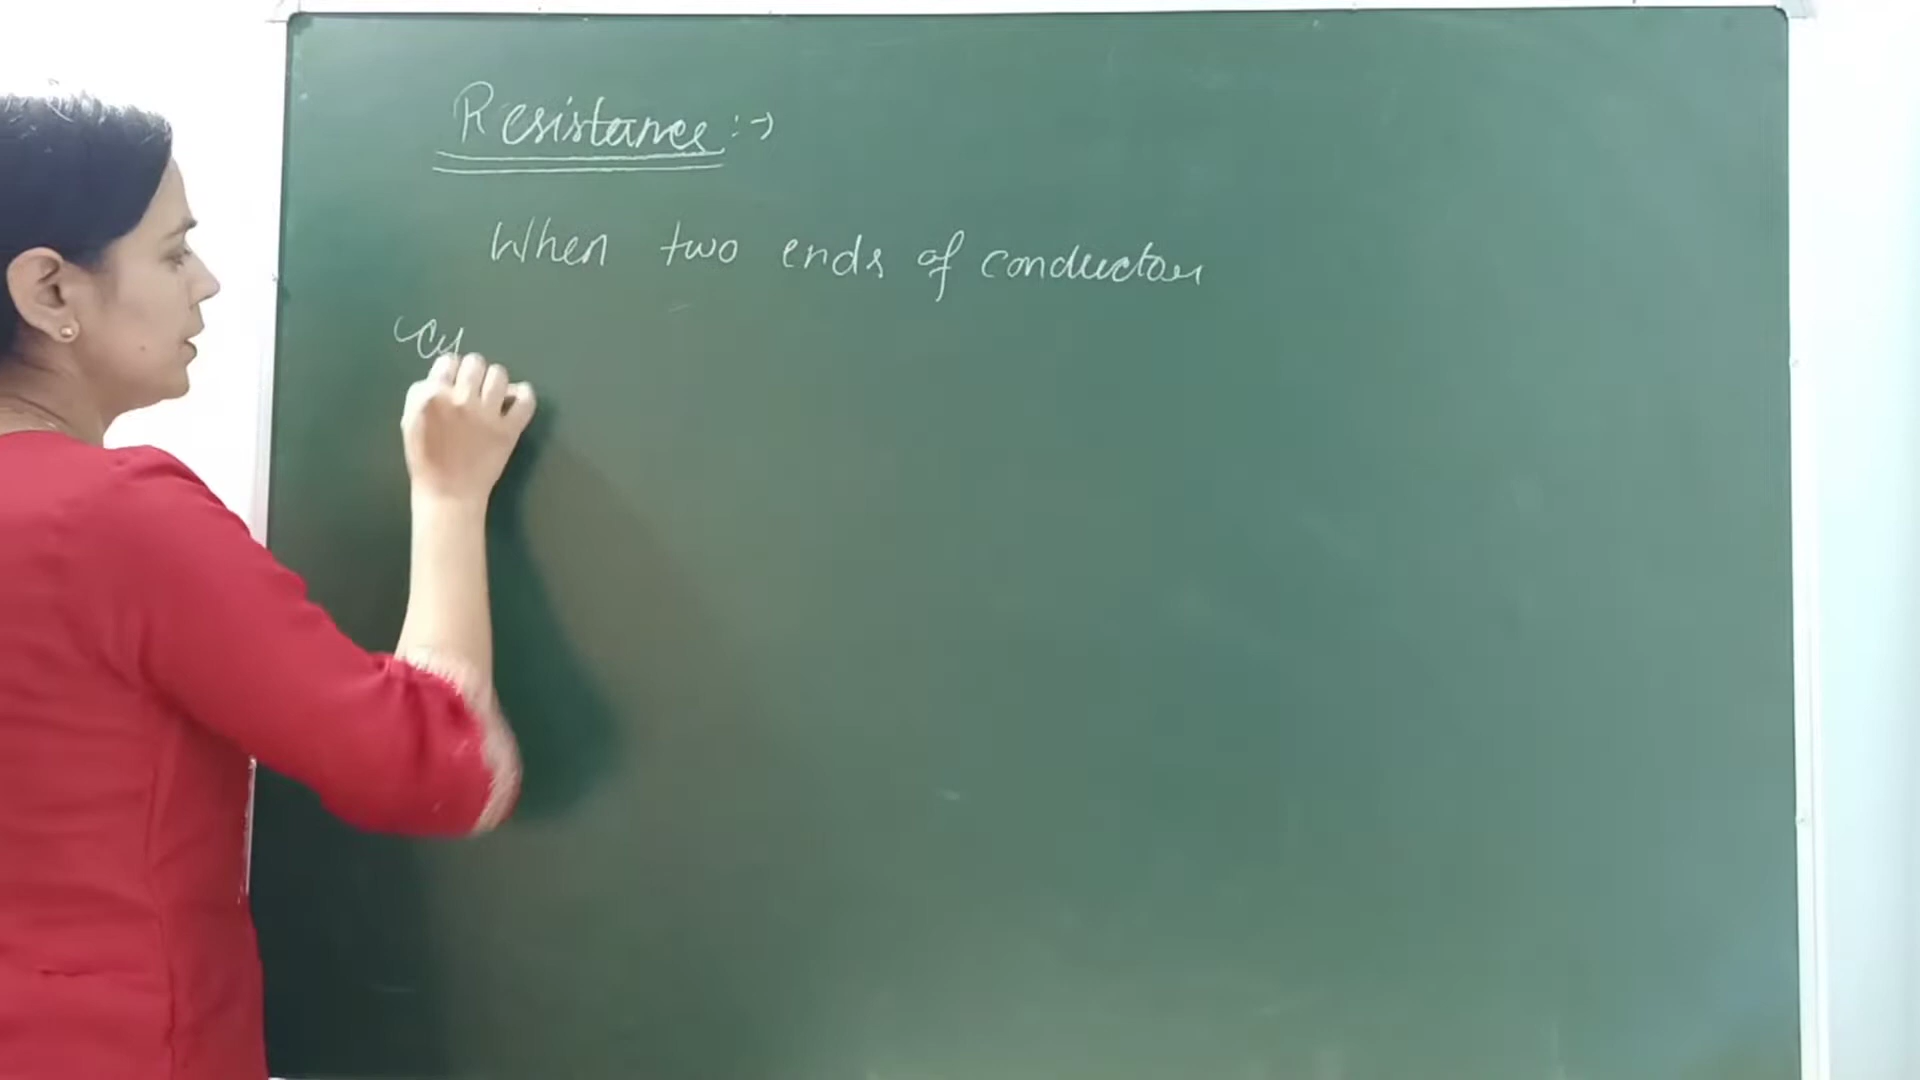 Resistance :→
When two ends of conductor